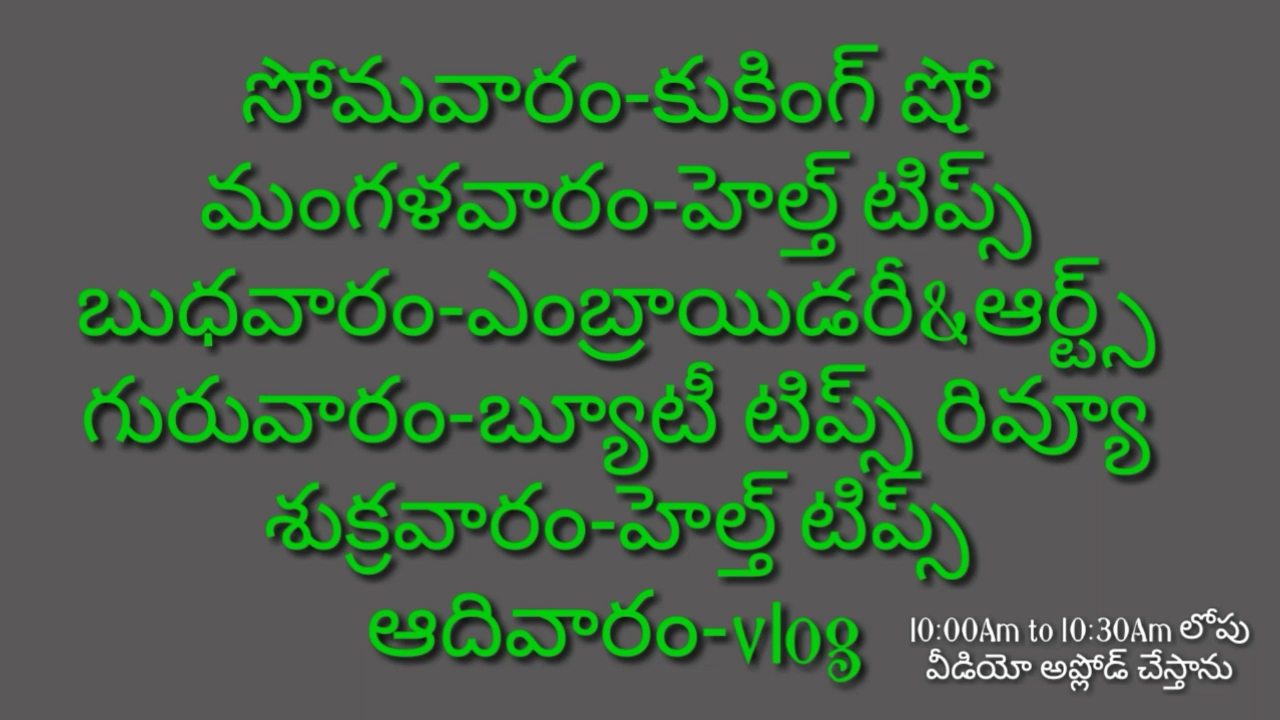 సోమవారం-కుకింగ్ షో
మంగళవారం-హెల్త్ టిప్స్
బుధవారం-ఎంబ్రాయిడరీ&ఆర్ట్స్
గురువారం-బ్యూటీ టిప్స్ రివ్యూ
శుక్రవారం-హెల్త్ టిప్స్
ఆదివారం-vlog
10:00Am to 10:30Am లోపు
వీడియో అప్లోడ్ చేస్తాను